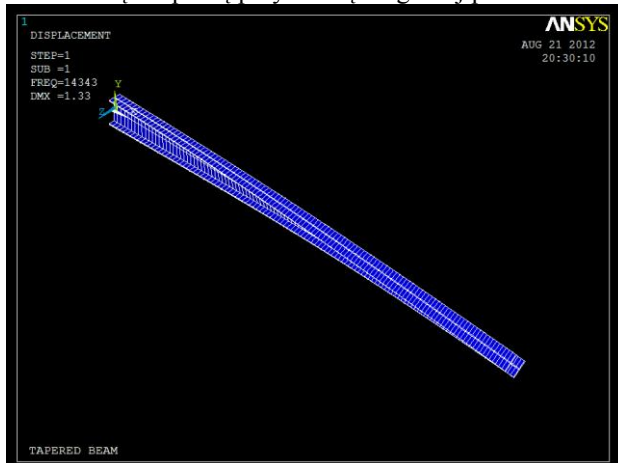 1
ANSYS
DISPLACEMENT
AUG 21 2012
20:30:10
STEP=1
SUB =1
FREQ=14343
DMX =1.33
Y
Z
TAPERED BEAM